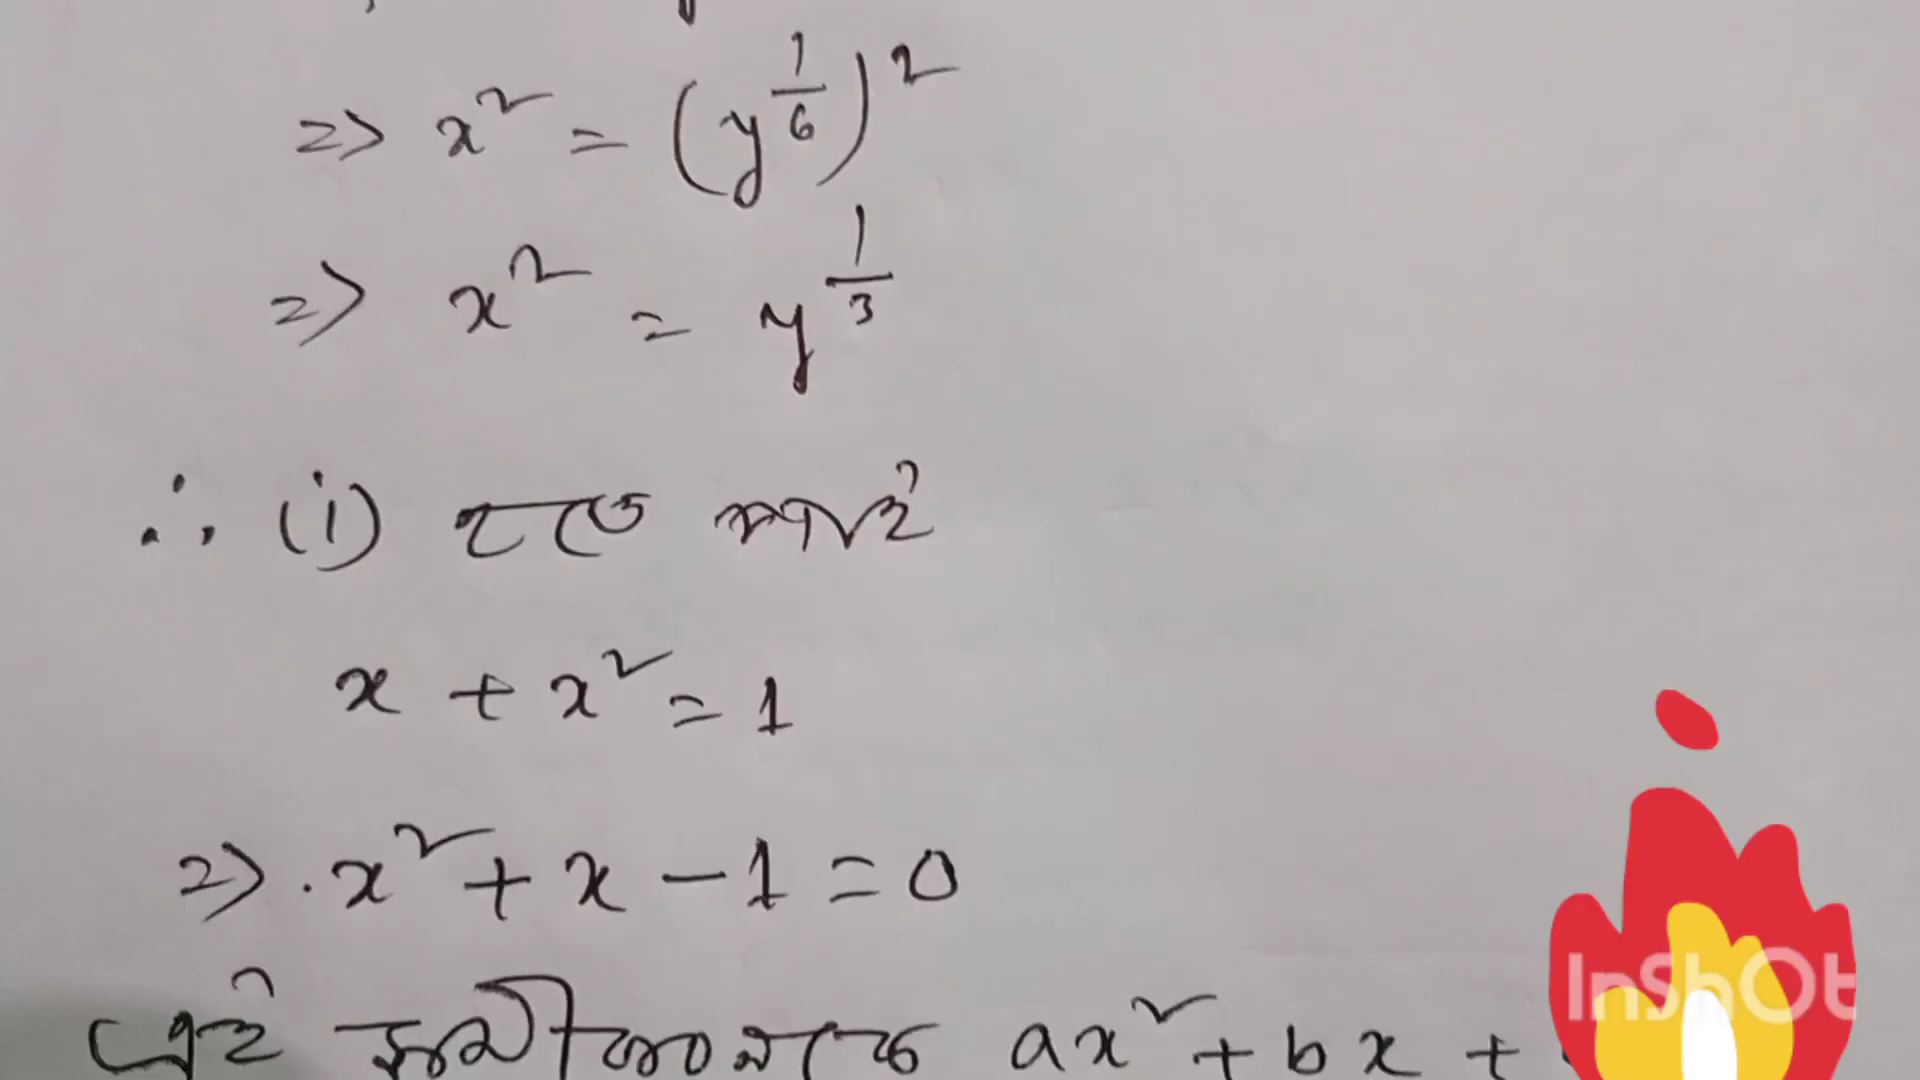 => x² = (y^{1/6})²
=> x² = y^{1/3}
∴ (i) হতে পাই
x + x² = 1
=> x² + x - 1 = 0
এই সমীকরণকে ax² + bx +
InShOt